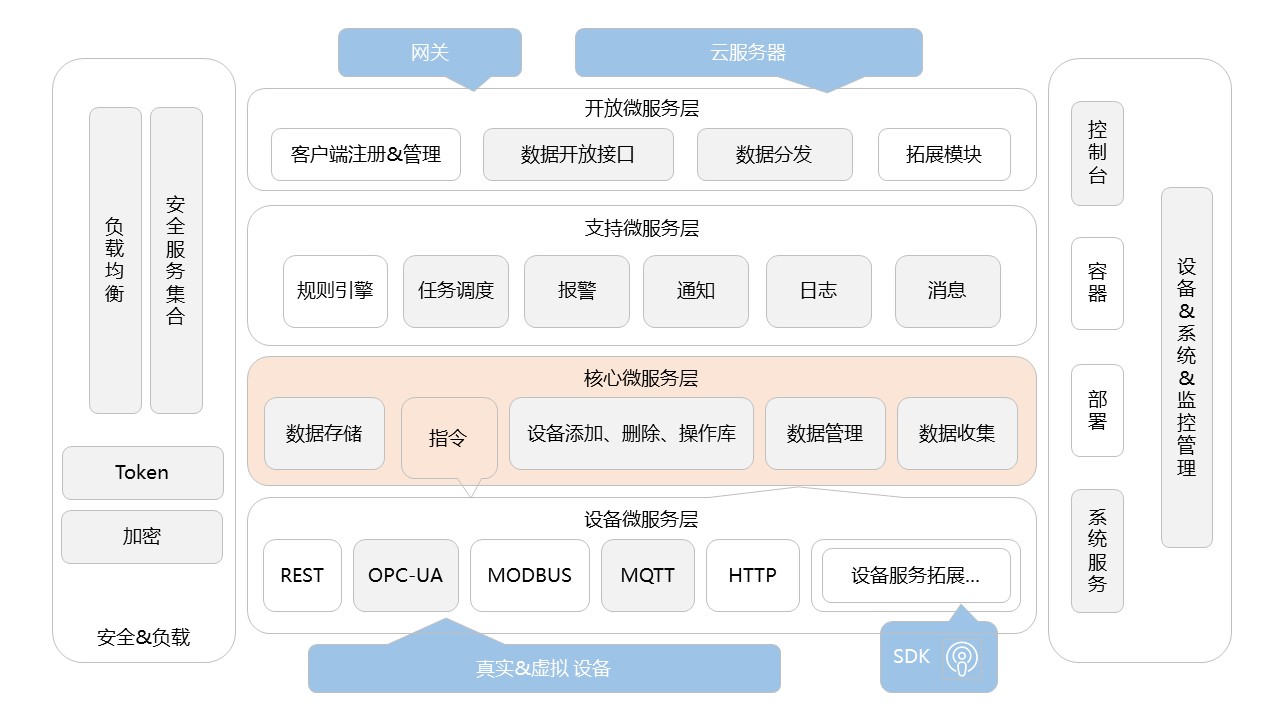 网关
云服务器
开放微服务层
客户端注册&管理
数据开放接口
数据分发
拓展模块
支持微服务层
规则引擎
任务调度
报警
通知
日志
消息
核心微服务层
数据存储
指令
设备添加、删除、操作库
数据管理
数据收集
设备微服务层
REST
OPC-UA
MODBUS
MQTT
HTTP
设备服务拓展...
真实&虚拟 设备
SDK
负载均衡
安全服务集合
Token
加密
安全&负载
控制台
容器
部署
系统服务
设备&系统&监控管理